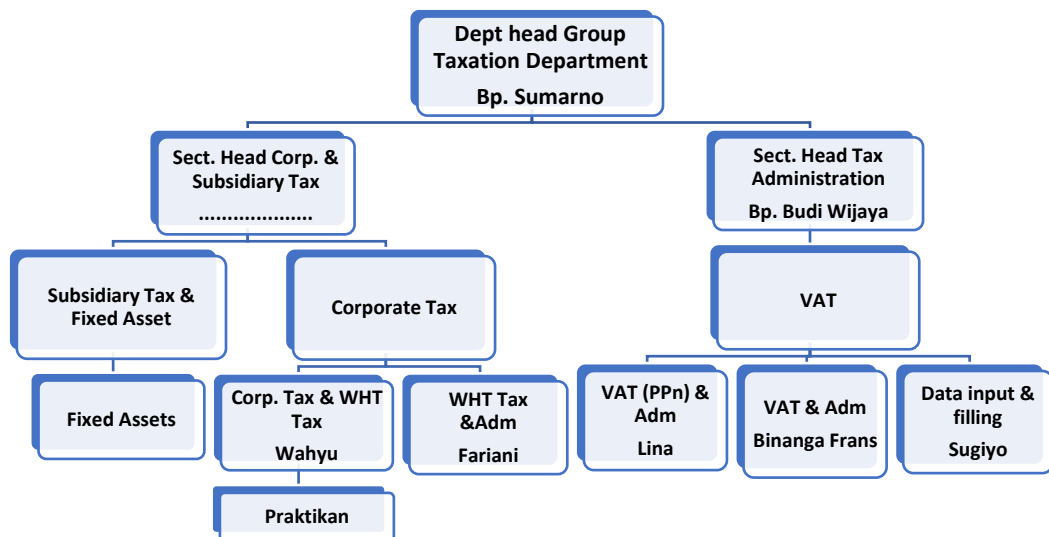 Dept head Group
Taxation Department
Bp. Sumarno
Sect. Head Corp. &
Subsidiary Tax
.....................
Sect. Head Tax
Administration
Bp. Budi Wijaya
Subsidiary Tax &
Fixed Asset
Corporate Tax
VAT
Fixed Assets
Corp. Tax & WHT
Tax
Wahyu
WHT Tax
&Adm
Fariani
VAT (PPn) &
Adm
Lina
VAT & Adm
Binanga Frans
Data input &
filling
Sugiyo
Praktikan